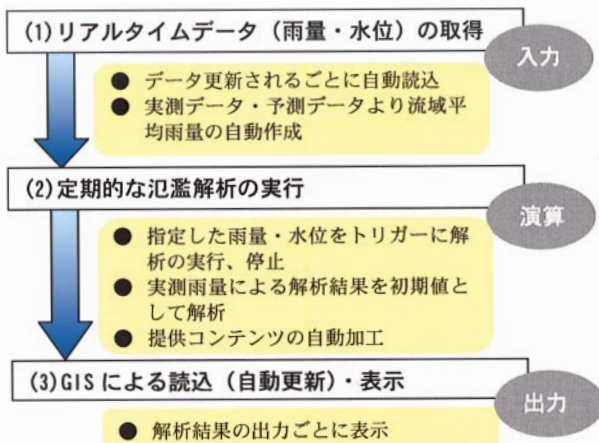 (1)リアルタイムデータ（雨量・水位）の取得
入力
● データ更新されるごとに自動読込
● 実測データ・予測データより流域平
均雨量の自動作成
(2)定期的な氾濫解析の実行
演算
● 指定した雨量・水位をトリガーに解
析の実行、停止
● 実測雨量による解析結果を初期値と
して解析
● 提供コンテンツの自動加工
(3)GISによる読込（自動更新）・表示
出力
● 解析結果の出力ごとに表示